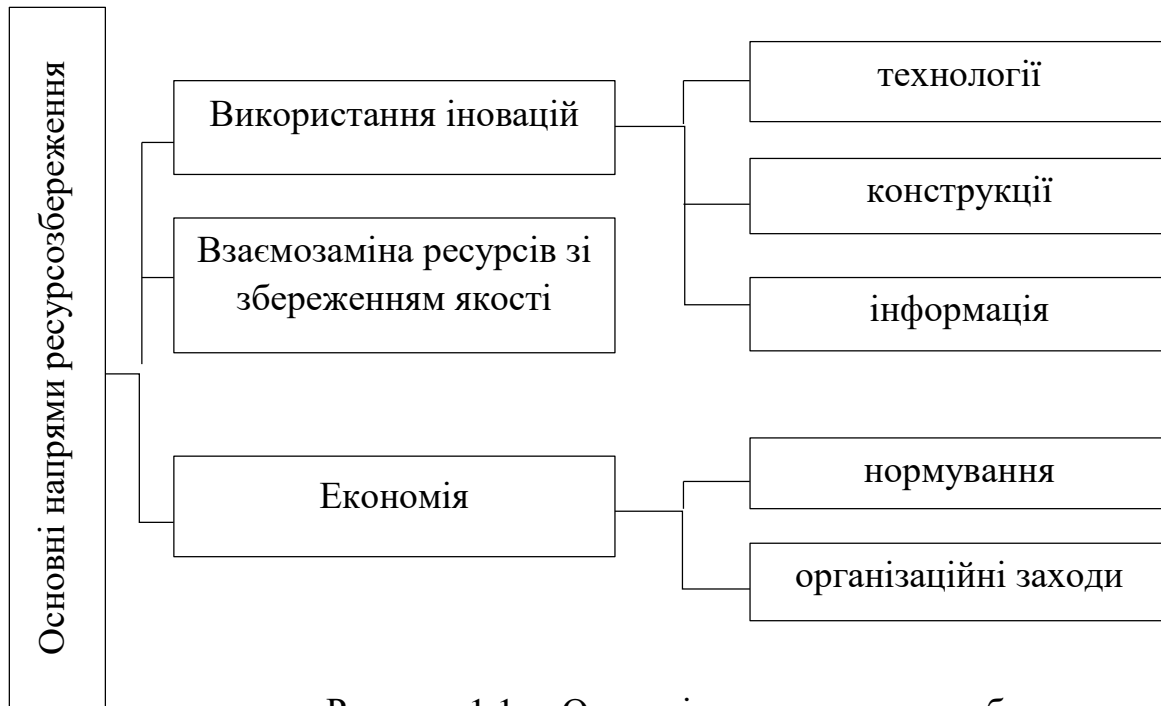 Основні напрями ресурсозбереження
Використання іновацій
технології
конструкції
інформація
Взаємозаміна ресурсів зі
збереженням якості
Економія
нормування
організаційні заходи